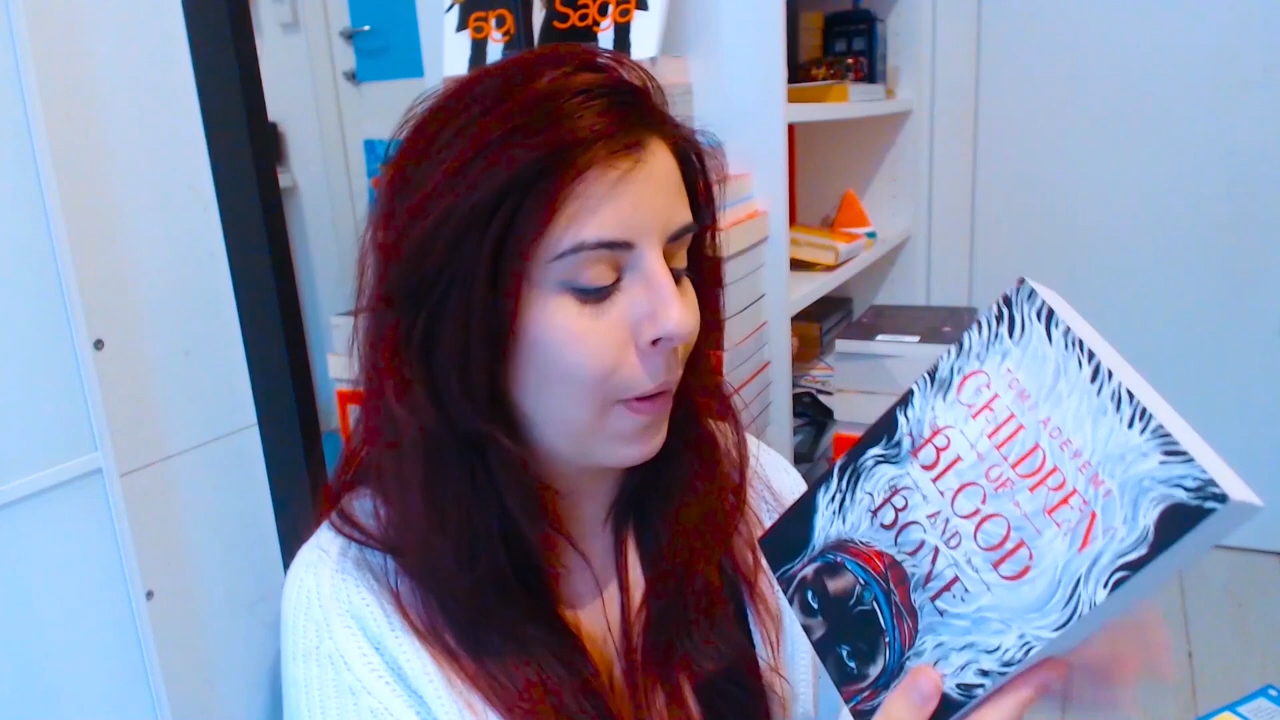 Saga
TOMI ADEYEMI
CHILDREN
OF
BLOOD
AND
BONE